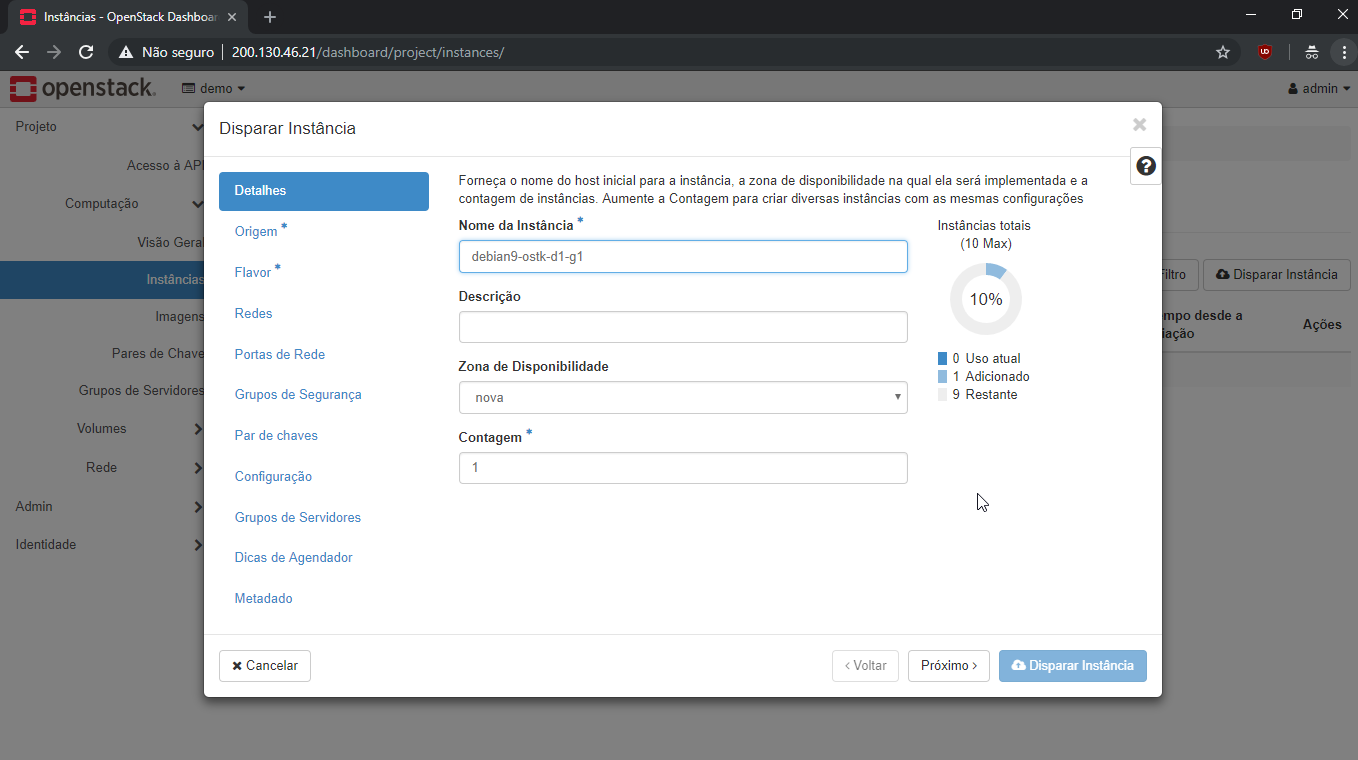 Instâncias - OpenStack Dashboar
Não seguro
200.130.46.21/dashboard/project/instances/
openstack.
demo
admin
Projeto
Acesso à API
Computação
Visão Geral
Instâncias
Imagens
Pares de Chave
Grupos de Servidores
Volumes
Rede
Admin
Identidade
Filtro
Disparar Instância
mpo desde a
iação
Ações
Disparar Instância
Detalhes
Origem *
Flavor *
Redes
Portas de Rede
Grupos de Segurança
Par de chaves
Configuração
Grupos de Servidores
Dicas de Agendador
Metadado
Forneça o nome do host inicial para a instância, a zona de disponibilidade na qual ela será implementada e a
contagem de instâncias. Aumente a Contagem para criar diversas instâncias com as mesmas configurações
Nome da Instância *
debian9-ostk-d1-g1
Descrição
Zona de Disponibilidade
nova
Contagem *
1
Instâncias totais
(10 Max)
10%
0 Uso atual
1 Adicionado
9 Restante
Cancelar
‹ Voltar
Próximo ›
Disparar Instância